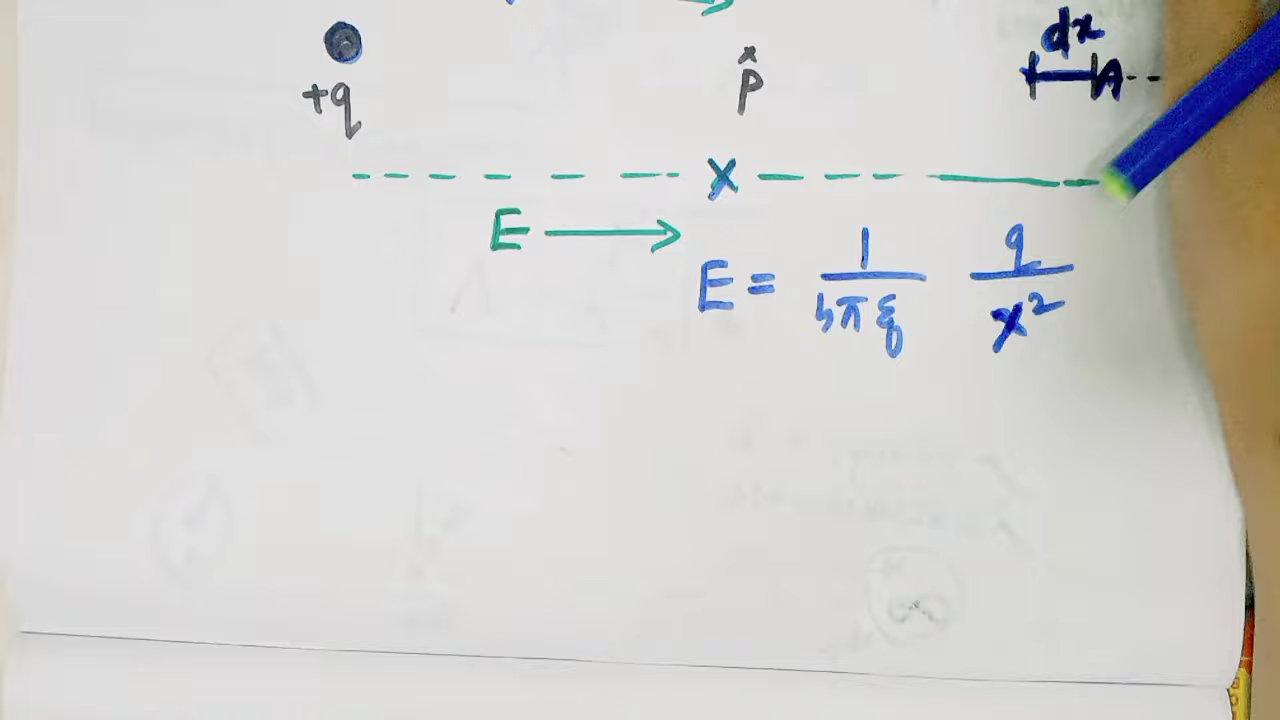 dx
+q P̂ A
X
E →
E = 1/4πε₀ q/x²